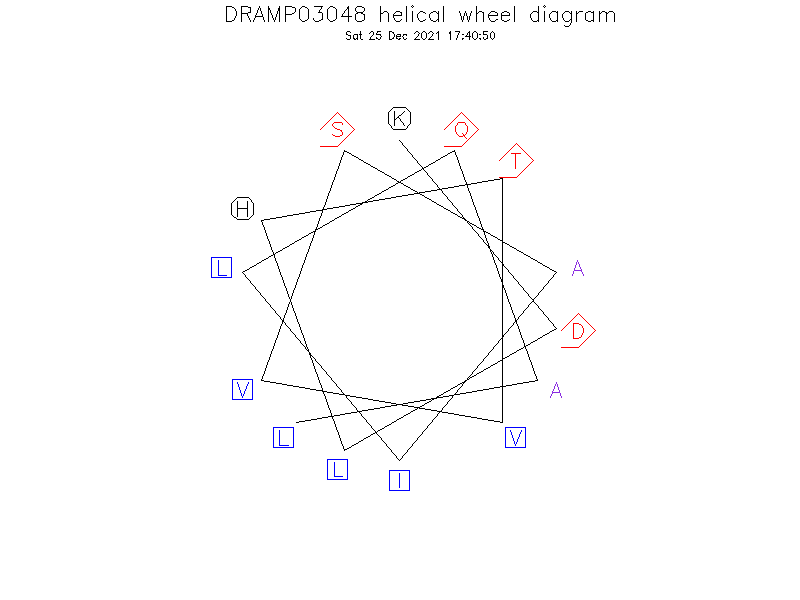 DRAMP03048 helical wheel diagram
Sat 25 Dec 2021 17:40:50
K
S
Q
T
H
L
A
D
V
A
L
V
L
I